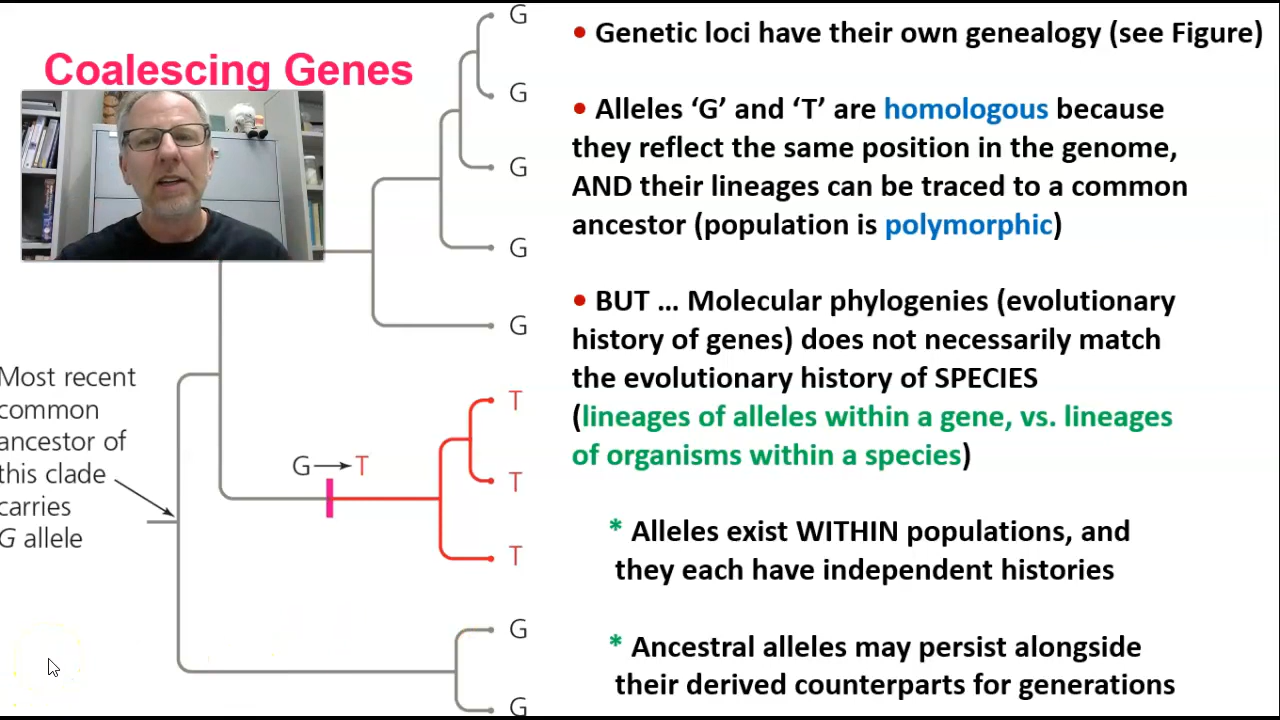 Coalescing Genes
G
G
G
G
G
T
T
T
G
G
G → T
Most recent
common
ancestor of
this clade
carries
G allele
• Genetic loci have their own genealogy (see Figure)
• Alleles ‘G’ and ‘T’ are homologous because
they reflect the same position in the genome,
AND their lineages can be traced to a common
ancestor (population is polymorphic)
• BUT … Molecular phylogenies (evolutionary
history of genes) does not necessarily match
the evolutionary history of SPECIES
(lineages of alleles within a gene, vs. lineages
of organisms within a species)
* Alleles exist WITHIN populations, and
they each have independent histories
* Ancestral alleles may persist alongside
their derived counterparts for generations